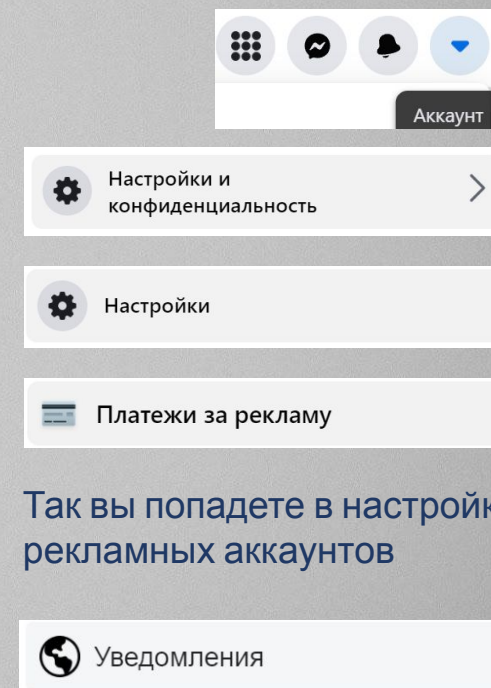 Аккаунт
Настройки и
конфиденциальность
Настройки
Платежи за рекламу
Так вы попадете в настройк
рекламных аккаунтов
Уведомления